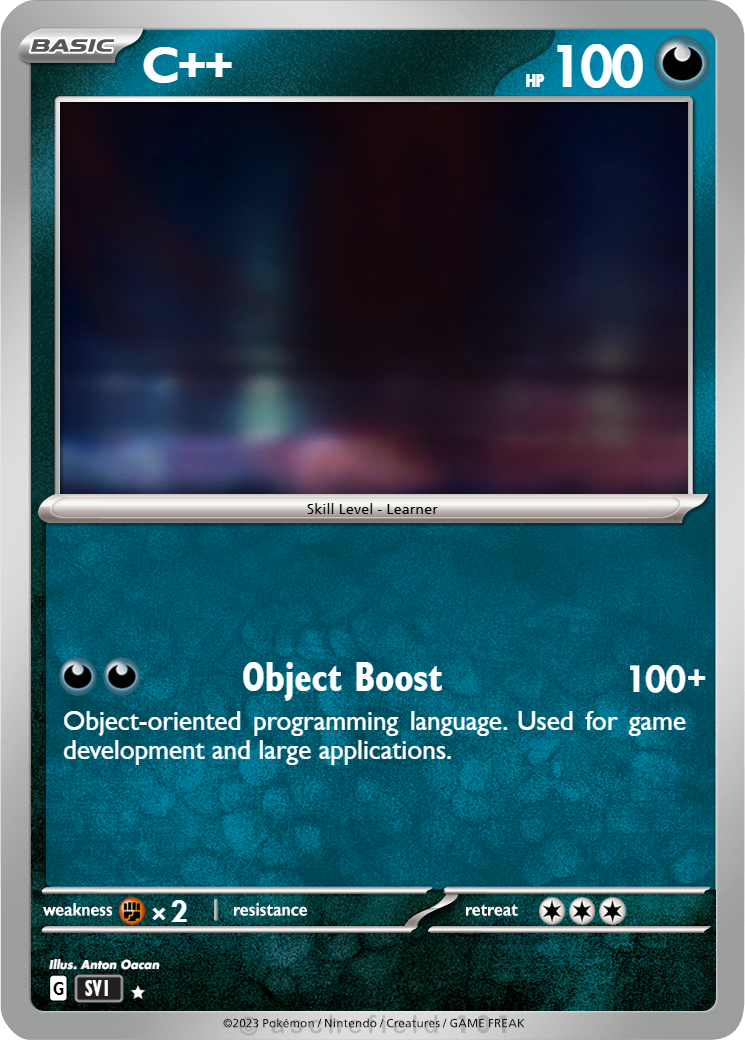 BASIC
C++
HP 100
Skill Level - Learner
Object Boost 100+
Object-oriented programming language. Used for game
development and large applications.
weakness ×2 | resistance retreat
Illus. Anton Oacan
G SVI
©2023 Pokémon / Nintendo / Creatures / GAME FREAK